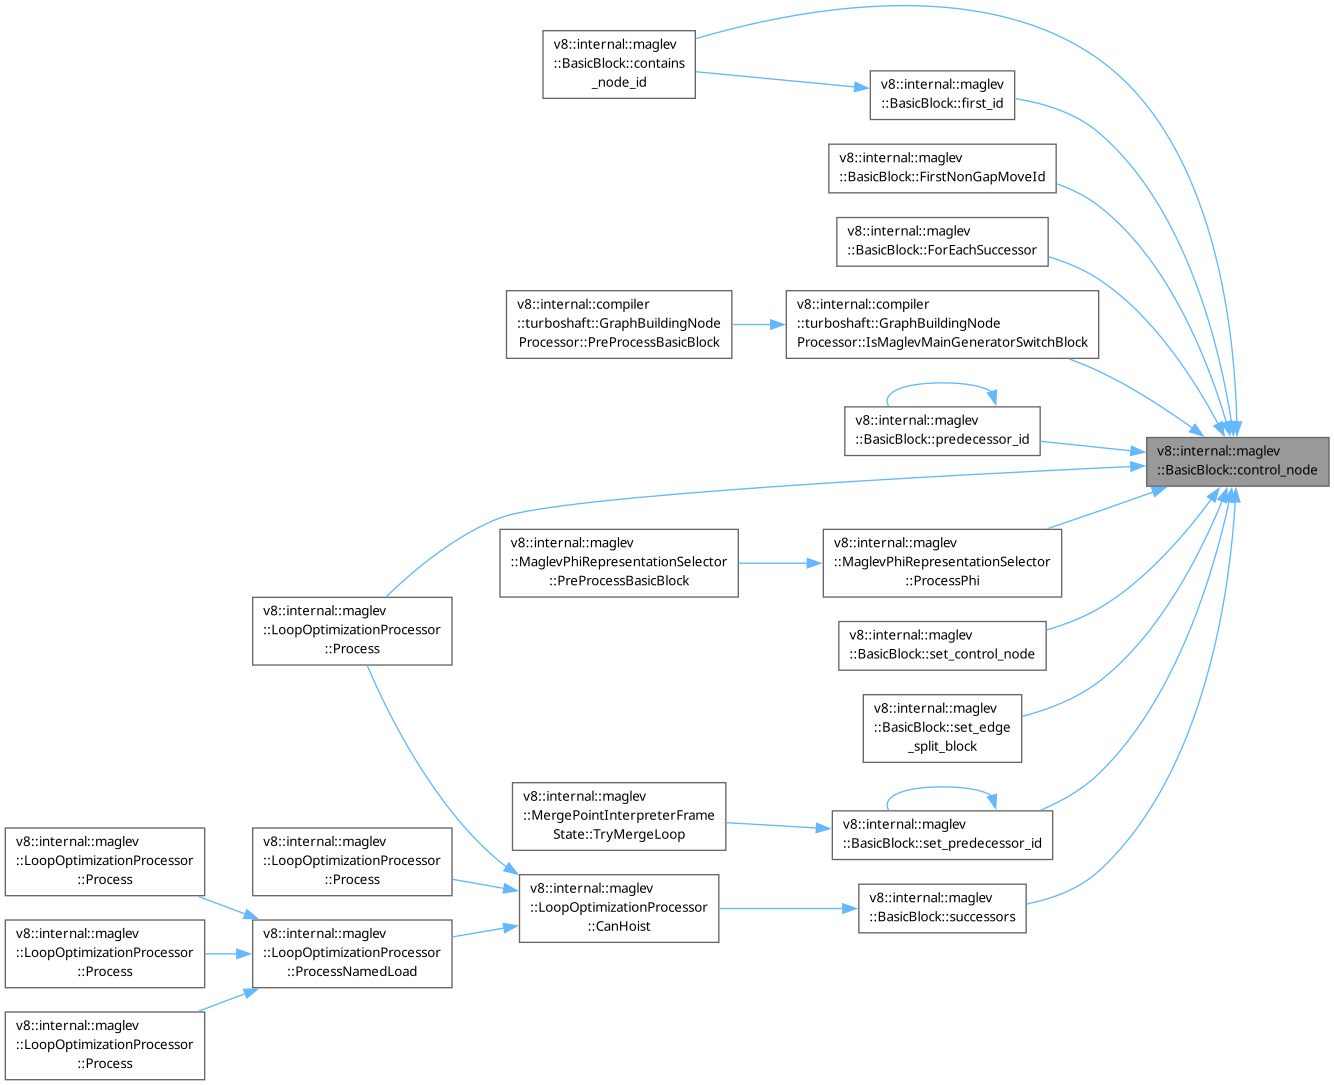 v8::internal::maglev
::BasicBlock::contains
_node_id
v8::internal::maglev
::BasicBlock::first_id
v8::internal::maglev
::BasicBlock::FirstNonGapMoveId
v8::internal::maglev
::BasicBlock::ForEachSuccessor
v8::internal::compiler
::turboshaft::GraphBuildingNode
Processor::PreProcessBasicBlock
v8::internal::compiler
::turboshaft::GraphBuildingNode
Processor::IsMaglevMainGeneratorSwitchBlock
v8::internal::maglev
::BasicBlock::predecessor_id
v8::internal::maglev
::BasicBlock::control_node
v8::internal::maglev
::MaglevPhiRepresentationSelector
::PreProcessBasicBlock
v8::internal::maglev
::MaglevPhiRepresentationSelector
::ProcessPhi
v8::internal::maglev
::LoopOptimizationProcessor
::Process
v8::internal::maglev
::BasicBlock::set_control_node
v8::internal::maglev
::BasicBlock::set_edge
_split_block
v8::internal::maglev
::MergePointInterpreterFrame
State::TryMergeLoop
v8::internal::maglev
::BasicBlock::set_predecessor_id
v8::internal::maglev
::LoopOptimizationProcessor
::Process
v8::internal::maglev
::LoopOptimizationProcessor
::Process
v8::internal::maglev
::LoopOptimizationProcessor
::CanHoist
v8::internal::maglev
::BasicBlock::successors
v8::internal::maglev
::LoopOptimizationProcessor
::Process
v8::internal::maglev
::LoopOptimizationProcessor
::ProcessNamedLoad
v8::internal::maglev
::LoopOptimizationProcessor
::Process